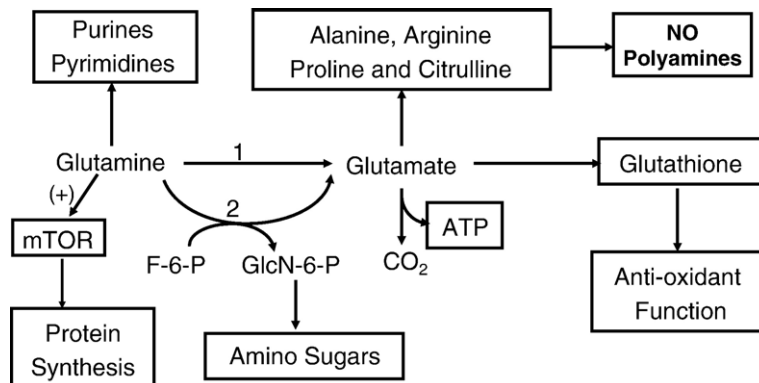 Purines
Pyrimidines
Alanine, Arginine
Proline and Citrulline
NO
Polyamines
Glutamine
1
Glutamate
Glutathione
(+)
2
mTOR
F-6-P
GlcN-6-P
CO₂
ATP
Anti-oxidant
Function
Protein
Synthesis
Amino Sugars